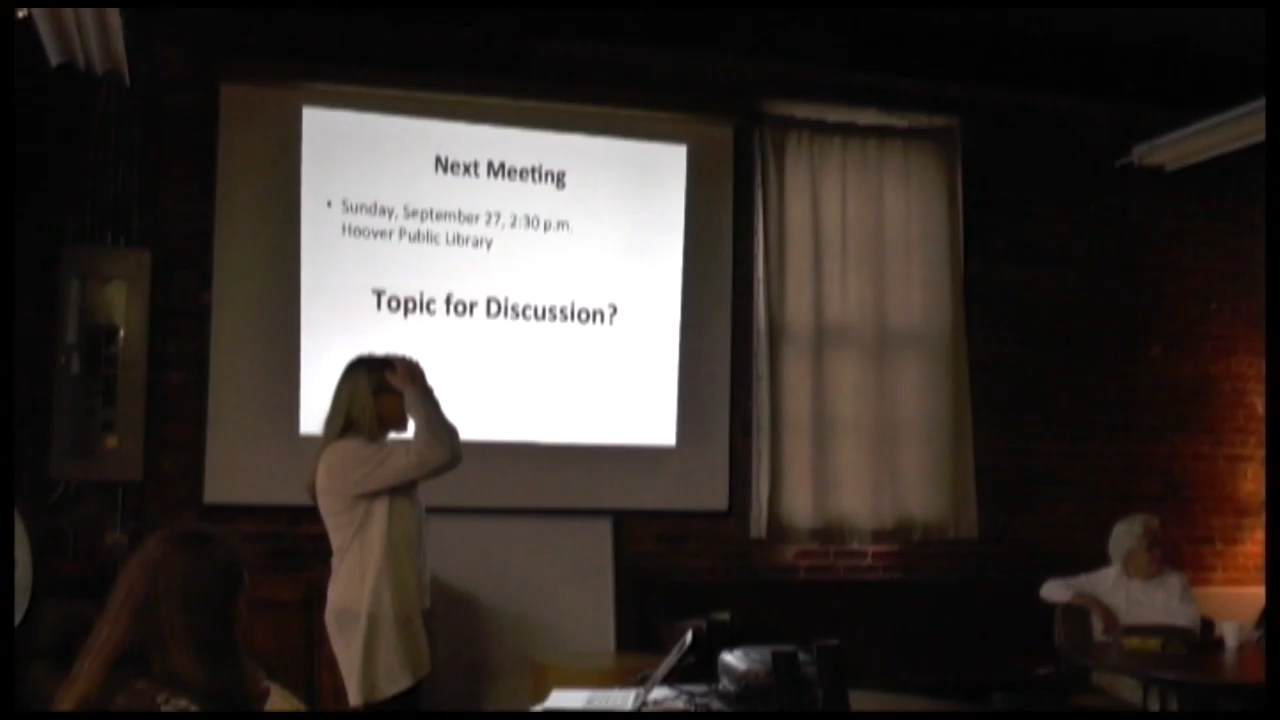 Next Meeting
• Sunday, September 27, 2:30 p.m.
Hoover Public Library
Topic for Discussion?